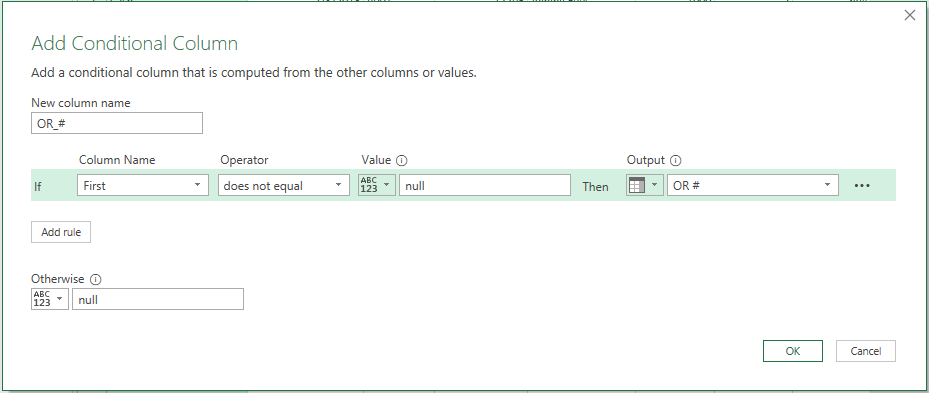 Add Conditional Column
Add a conditional column that is computed from the other columns or values.
New column name
OR_#
Column Name Operator Value Output
If First does not equal ABC 123 null Then OR # ...
Add rule
Otherwise
ABC 123 null
OK Cancel